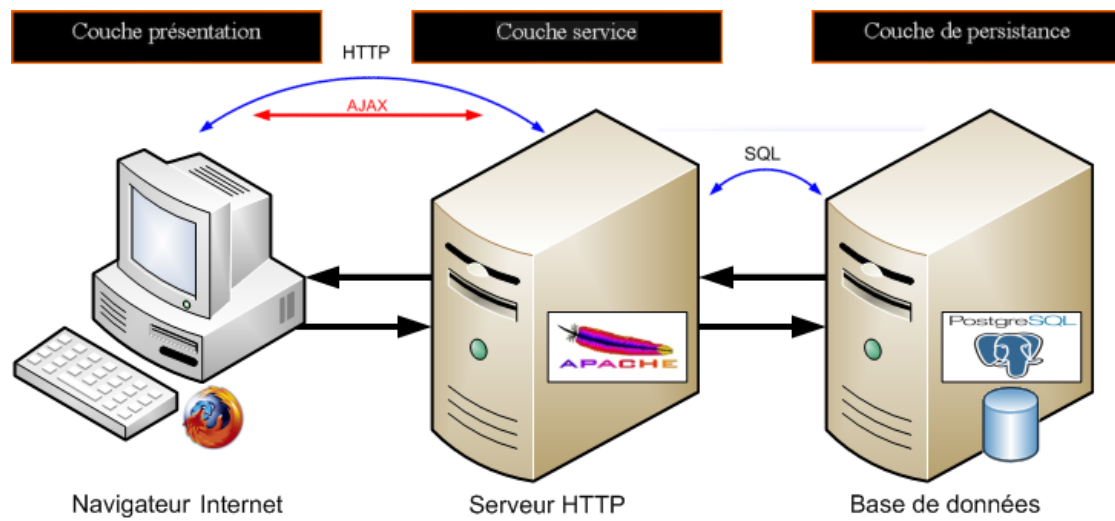 Couche présentation
Couche service
Couche de persistance
HTTP
AJAX
SQL
APACHE
PostgreSQL
Navigateur Internet
Serveur HTTP
Base de données